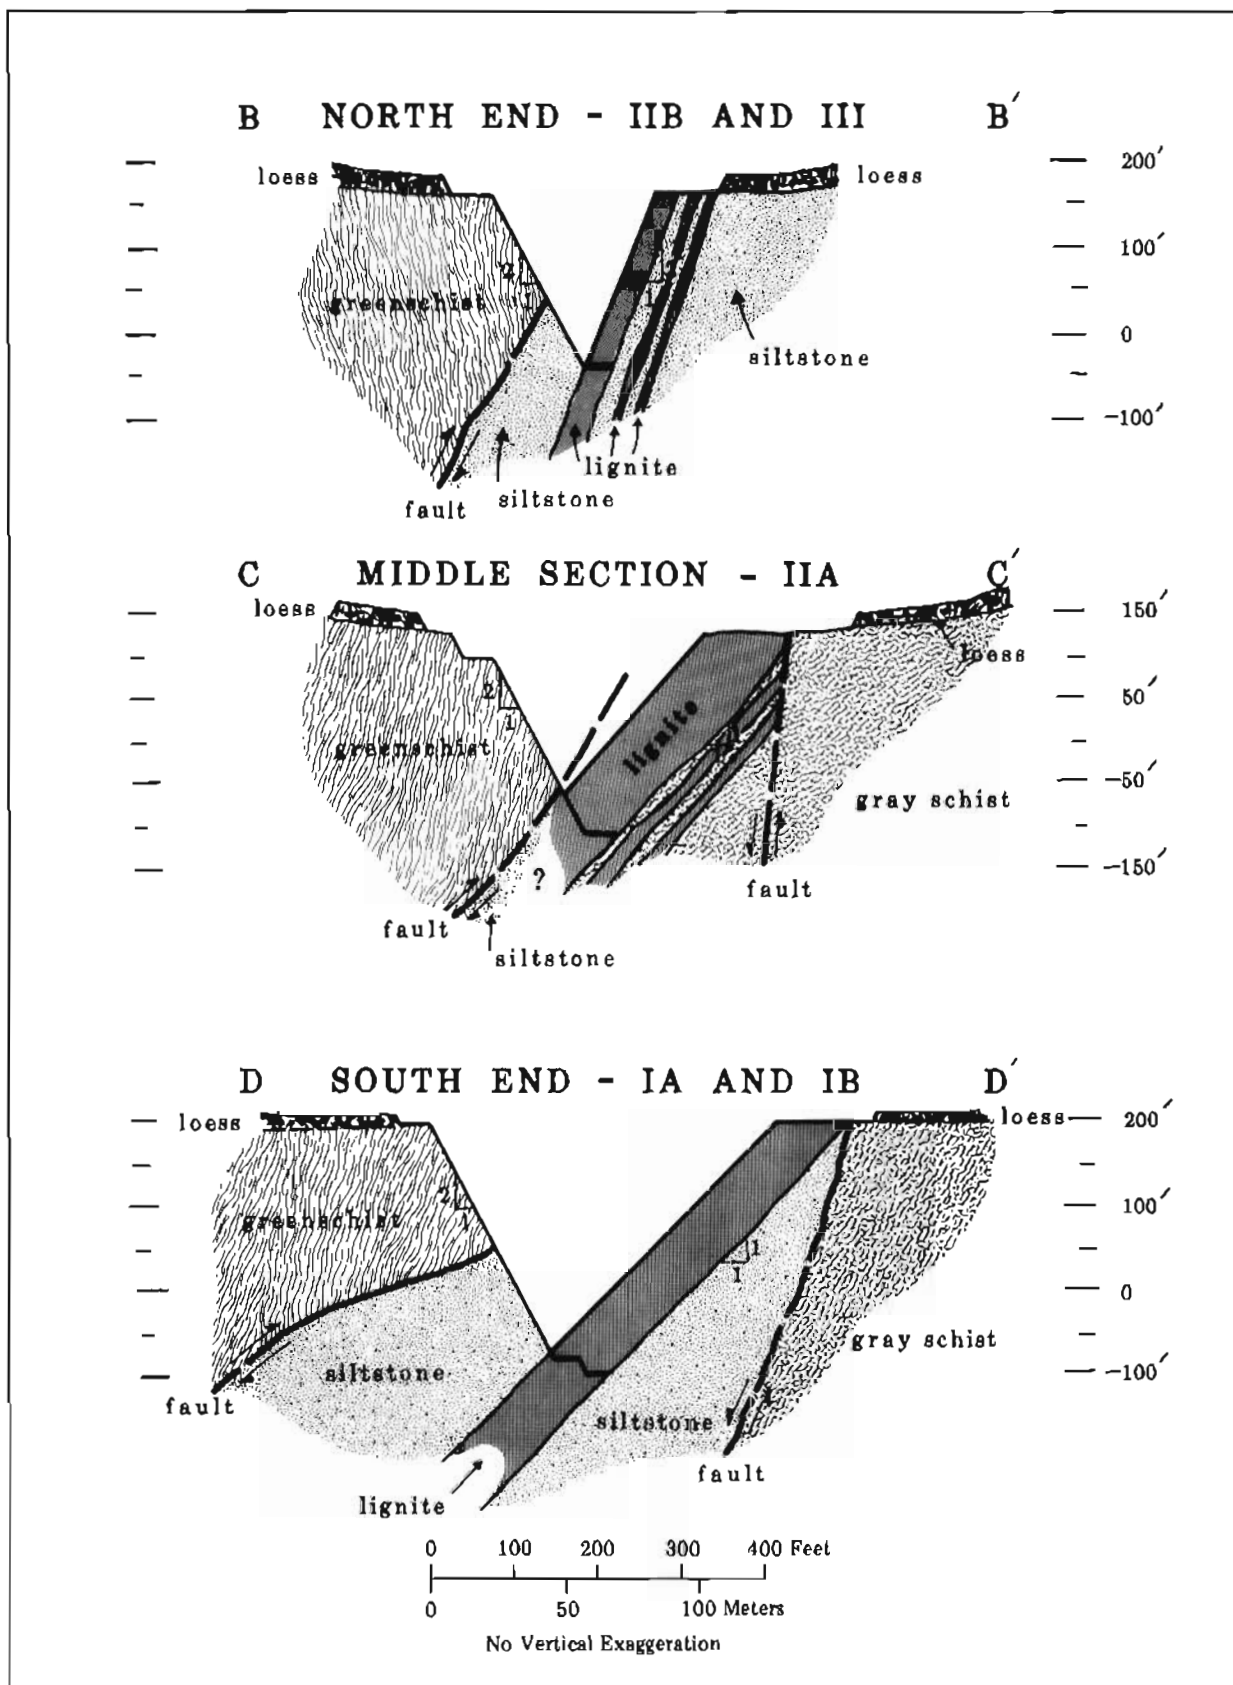 B NORTH END - IIB AND III B′
loess
loess
200′
100′
0
-100′
2
1
1
greenschist
siltstone
lignite
siltstone
fault
C MIDDLE SECTION - IIA C′
loess
150′
loess
2
1
50′
lignite
greenschist
-50′
gray schist
?
-150′
fault
fault
siltstone
D SOUTH END - IA AND IB D′
loess
loess
200′
2
1
100′
greenschist
1
1
0
gray schist
siltstone
-100′
fault
siltstone
fault
lignite
0 100 200 300 400 Feet
0 50 100 Meters
No Vertical Exaggeration